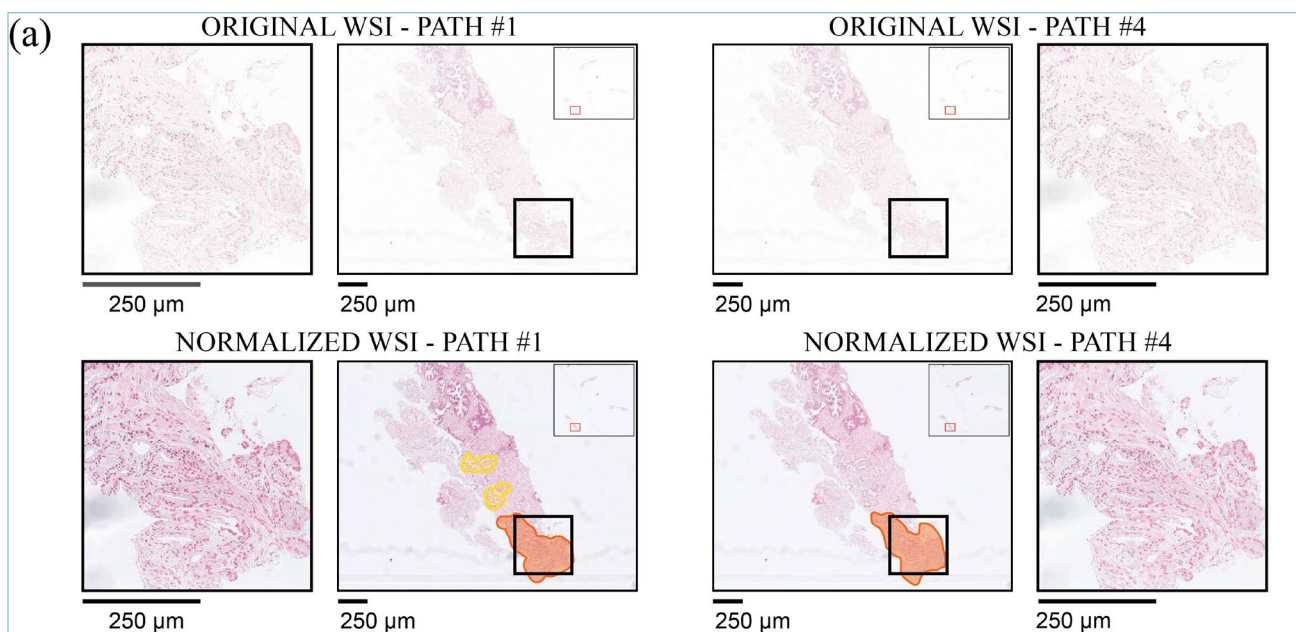 (a)
ORIGINAL WSI - PATH #1
ORIGINAL WSI - PATH #4
250 µm
250 µm
250 µm
250 µm
NORMALIZED WSI - PATH #1
NORMALIZED WSI - PATH #4
250 µm
250 µm
250 µm
250 µm